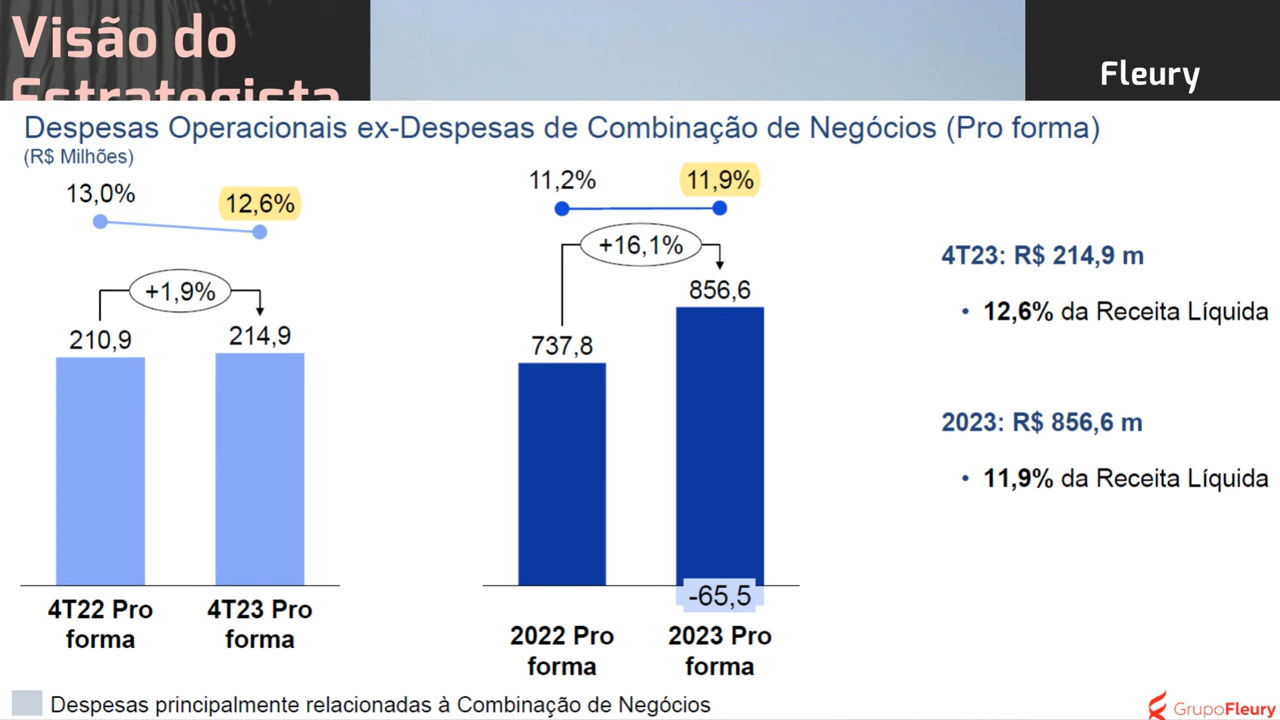 Visão do
Estrategista
Fleury
Despesas Operacionais ex-Despesas de Combinação de Negócios (Pro forma)
(R$ Milhões)
13,0%
12,6%
+1,9%
210,9
214,9
4T22 Pro
forma
4T23 Pro
forma
11,2%
11,9%
+16,1%
737,8
856,6
-65,5
2022 Pro
forma
2023 Pro
forma
4T23: R$ 214,9 m
• 12,6% da Receita Líquida
2023: R$ 856,6 m
• 11,9% da Receita Líquida
Despesas principalmente relacionadas à Combinação de Negócios
GrupoFleury